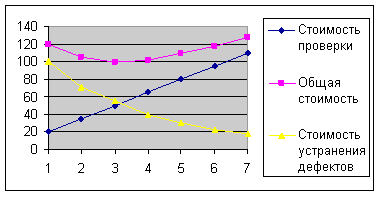 140
120
100
80
60
40
20
0
1 2 3 4 5 6 7
Стоимость
проверки
Общая
стоимость
Стоимость
устранения
дефектов